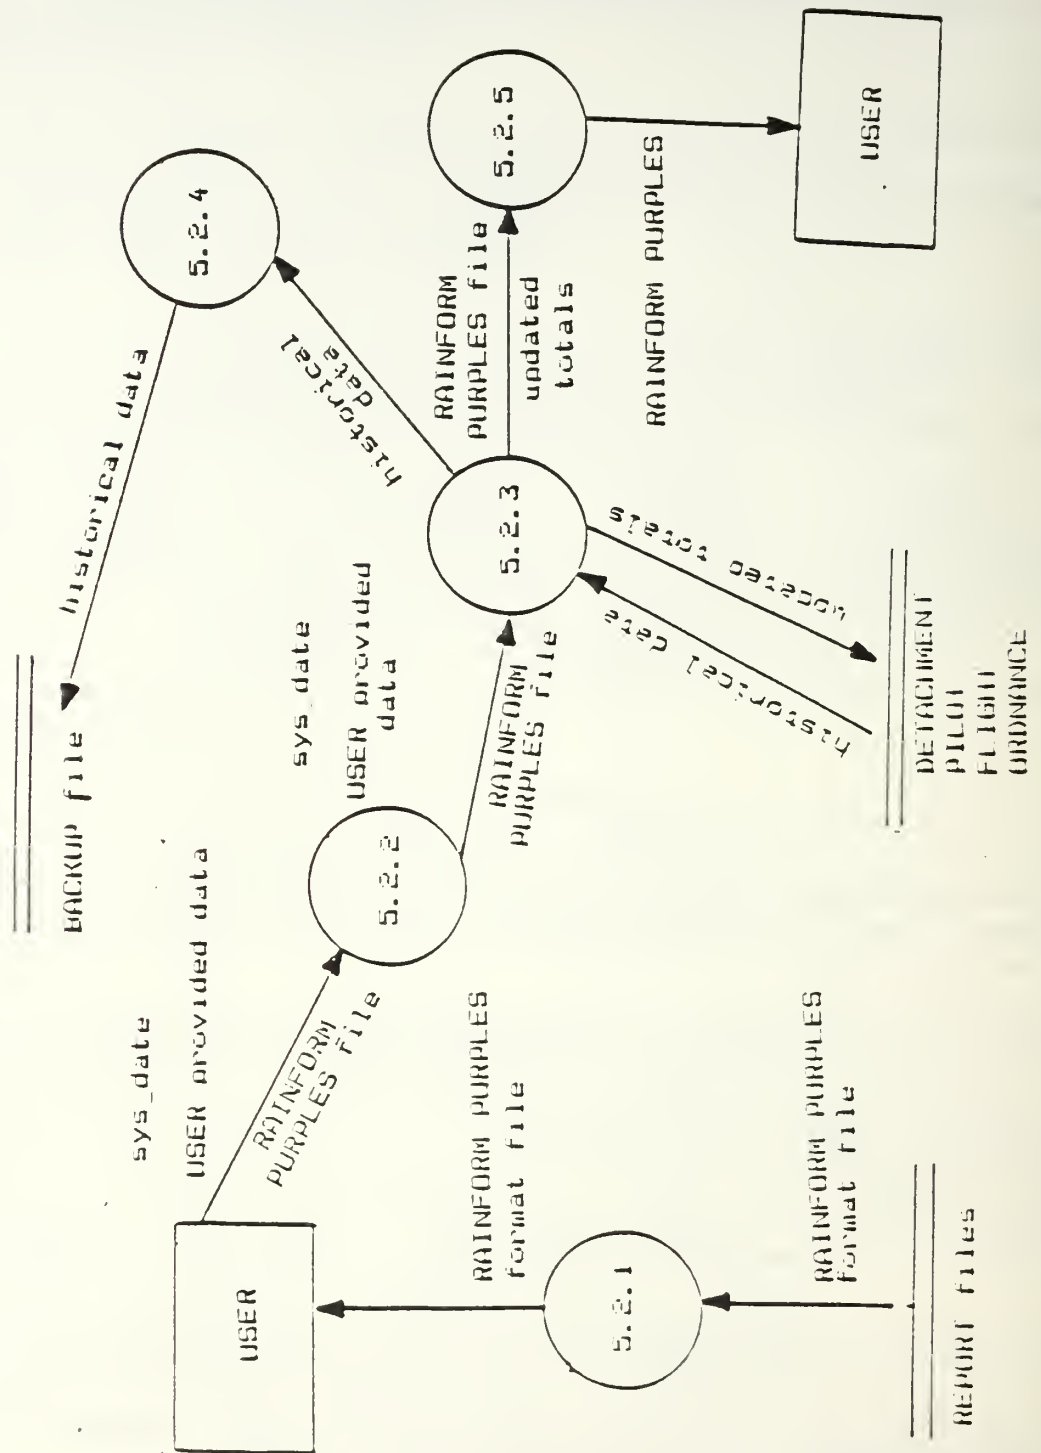 BACKUP file
historical data
5.2.4
historical
data
sys_date
USER provided data
RAINFORM
PURPLES file
USER
5.2.2
sys_date
USER provided
data
RAINFORM
PURPLES file
5.2.3
RAINFORM
PURPLES file
updated
totals
5.2.5
RAINFORM PURPLES
USER
RAINFORM PURPLES
format file
5.2.1
RAINFORM PURPLES
format file
REPORT files
historical data
updated totals
DETACHMENT
PILOT
FLIGHT
ORDNANCE